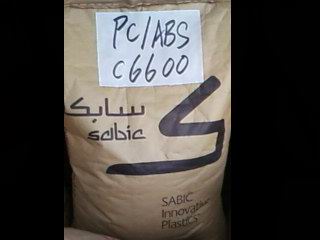 PC/ABS
C6600
سابك
sabic
SABIC
Innovative
Plastics